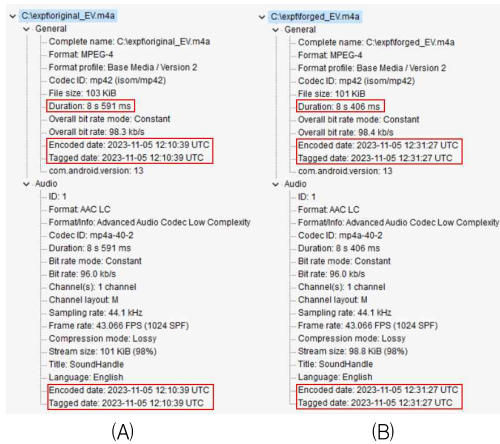 C:\expt\original_EV.m4a
General
Complete name: C:\expt\original_EV.m4a
Format: MPEG-4
Format profile: Base Media / Version 2
Codec ID: mp42 (isom/mp42)
File size: 103 KiB
Duration: 8 s 591 ms
Overall bit rate mode: Constant
Overall bit rate: 98.3 kb/s
Encoded date: 2023-11-05 12:10:39 UTC
Tagged date: 2023-11-05 12:10:39 UTC
com.android.version: 13
Audio
ID: 1
Format: AAC LC
Format/Info: Advanced Audio Codec Low Complexity
Codec ID: mp4a-40-2
Duration: 8 s 591 ms
Bit rate mode: Constant
Bit rate: 96.0 kb/s
Channel(s): 1 channel
Channel layout: M
Sampling rate: 44.1 kHz
Frame rate: 43.066 FPS (1024 SPF)
Compression mode: Lossy
Stream size: 101 KiB (98%)
Title: SoundHandle
Language: English
Encoded date: 2023-11-05 12:10:39 UTC
Tagged date: 2023-11-05 12:10:39 UTC
(A)
C:\expt\forged_EV.m4a
General
Complete name: C:\expt\forged_EV.m4a
Format: MPEG-4
Format profile: Base Media / Version 2
Codec ID: mp42 (isom/mp42)
File size: 101 KiB
Duration: 8 s 406 ms
Overall bit rate mode: Constant
Overall bit rate: 98.4 kb/s
Encoded date: 2023-11-05 12:31:27 UTC
Tagged date: 2023-11-05 12:31:27 UTC
com.android.version: 13
Audio
ID: 1
Format: AAC LC
Format/Info: Advanced Audio Codec Low Complexity
Codec ID: mp4a-40-2
Duration: 8 s 406 ms
Bit rate mode: Constant
Bit rate: 96.0 kb/s
Channel(s): 1 channel
Channel layout: M
Sampling rate: 44.1 kHz
Frame rate: 43.066 FPS (1024 SPF)
Compression mode: Lossy
Stream size: 98.8 KiB (98%)
Title: SoundHandle
Language: English
Encoded date: 2023-11-05 12:31:27 UTC
Tagged date: 2023-11-05 12:31:27 UTC
(B)